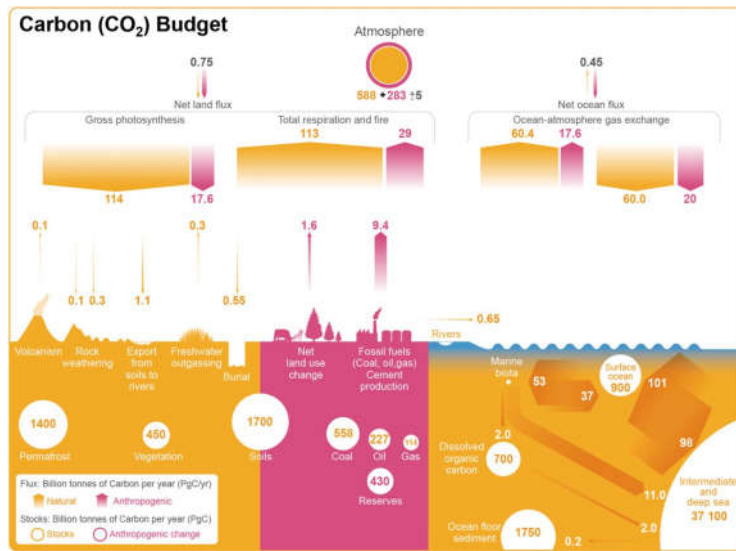 Carbon (CO₂) Budget
Atmosphere
588 + 283 ↑5
0.75
Net land flux
0.45
Net ocean flux
Gross photosynthesis
Total respiration and fire
Ocean-atmosphere gas exchange
113
29
60.4
17.6
114
17.6
60.0
20
0.1
0.3
1.6
9.4
0.1
0.3
1.1
0.55
0.65
Rivers
Volcanism
Rock
weathering
Export
from
soils to
rivers
Freshwater
outgassing
Burial
Net
land use
change
Fossil fuels
(Coal, oil,gas)
Cement
production
Marine
biota
53
37
Surface
ocean
900
101
98
1400
Permafrost
450
Vegetation
1700
Soils
558
Coal
227
Oil
Gas
430
Reserves
2.0
Dissolved
organic
carbon
700
11.0
2.0
Intermediate
and
deep sea
37 100
Ocean floor
sediment
1750
0.2
Flux: Billion tonnes of Carbon per year (PgC/yr)
Natural
Anthropogenic
Stocks: Billion tonnes of Carbon per year (PgC)
Stocks
Anthropogenic change